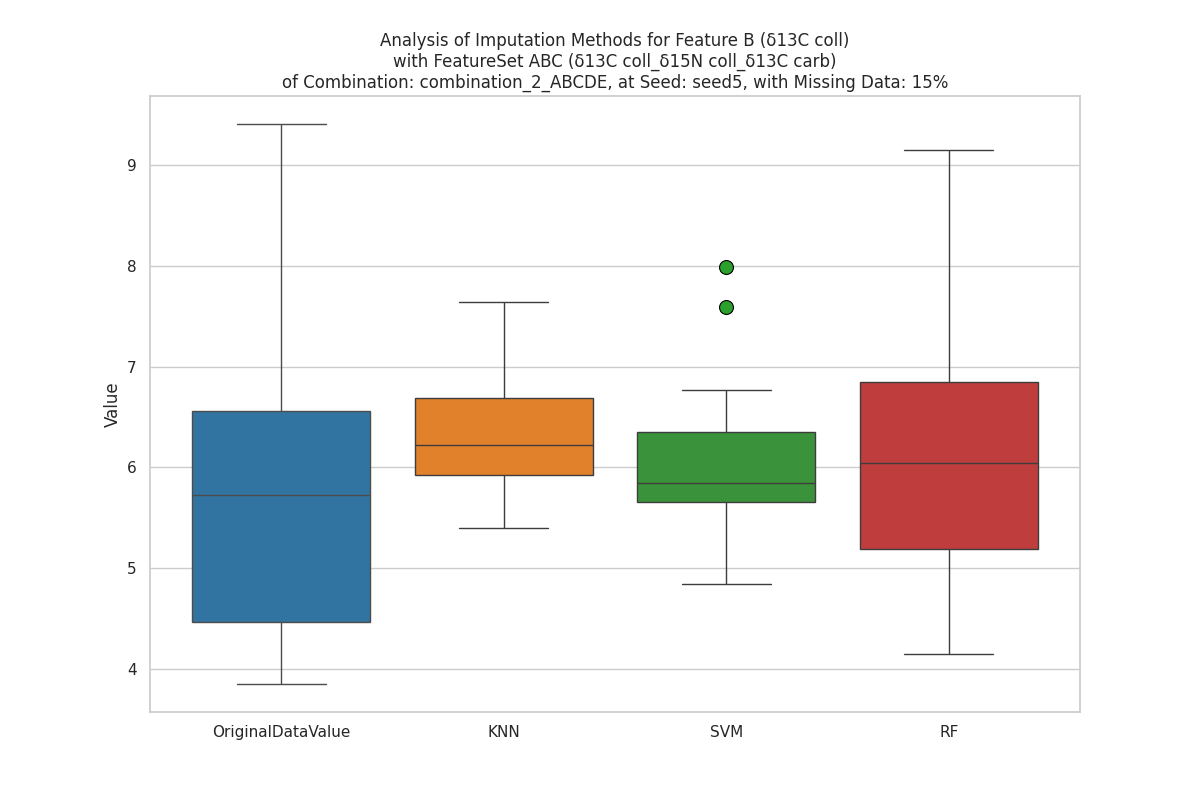 Analysis of Imputation Methods for Feature B (δ13C coll)
with FeatureSet ABC (δ13C coll_δ15N coll_δ13C carb)
of Combination: combination_2_ABCDE, at Seed: seed5, with Missing Data: 15%
9
8
7
6
5
4
Value
OriginalDataValue KNN SVM RF